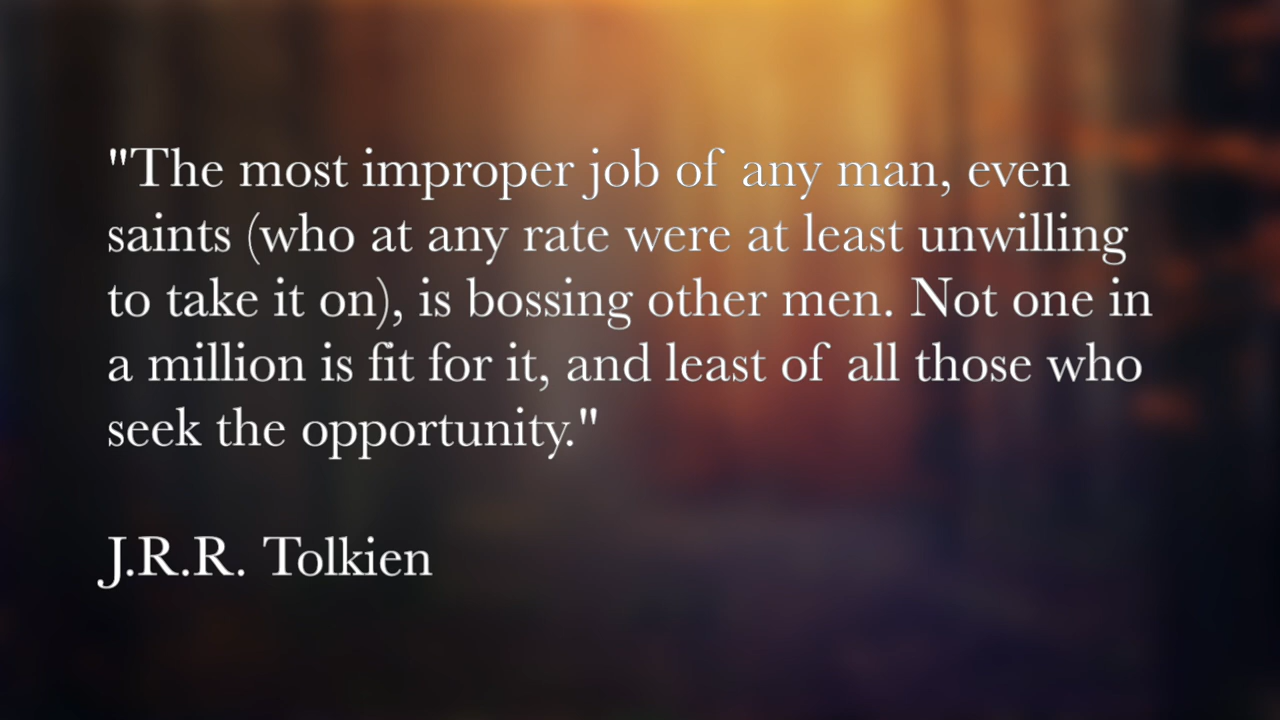 "The most improper job of any man, even
saints (who at any rate were at least unwilling
to take it on), is bossing other men. Not one in
a million is fit for it, and least of all those who
seek the opportunity."
J.R.R. Tolkien